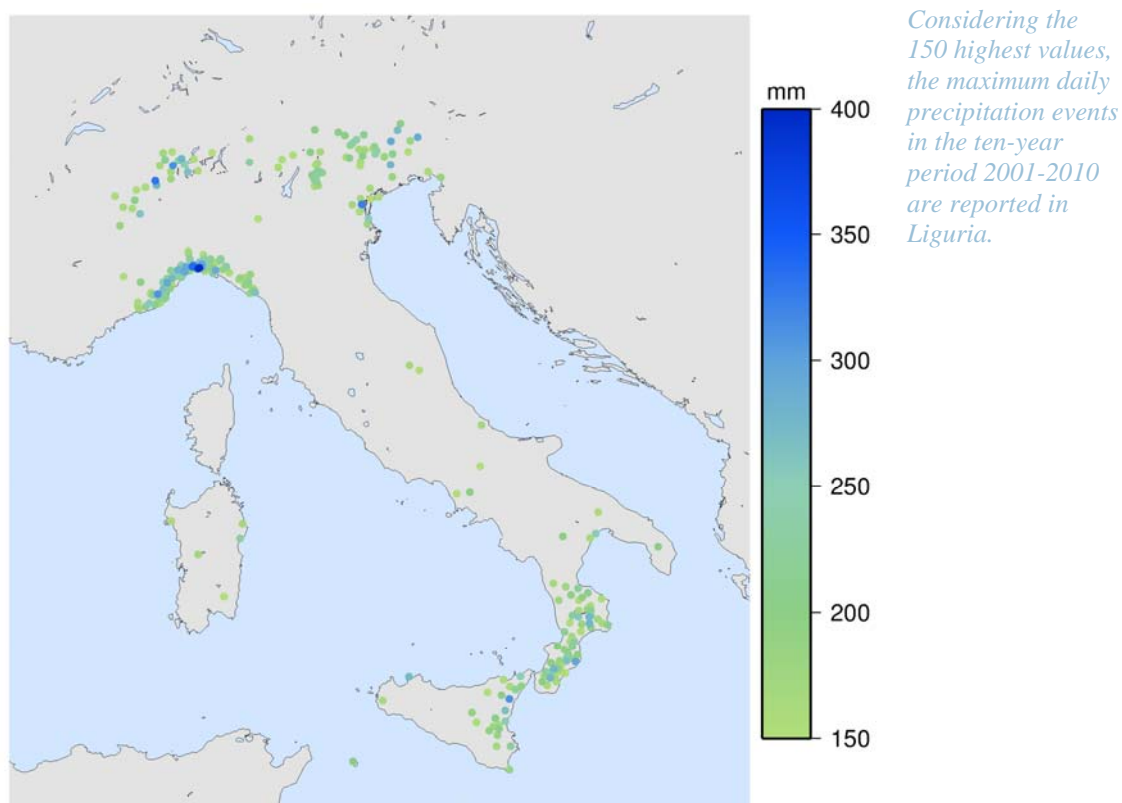 Considering the
150 highest values,
the maximum daily
precipitation events
in the ten-year
period 2001-2010
are reported in
Liguria.
mm
400
350
300
250
200
150